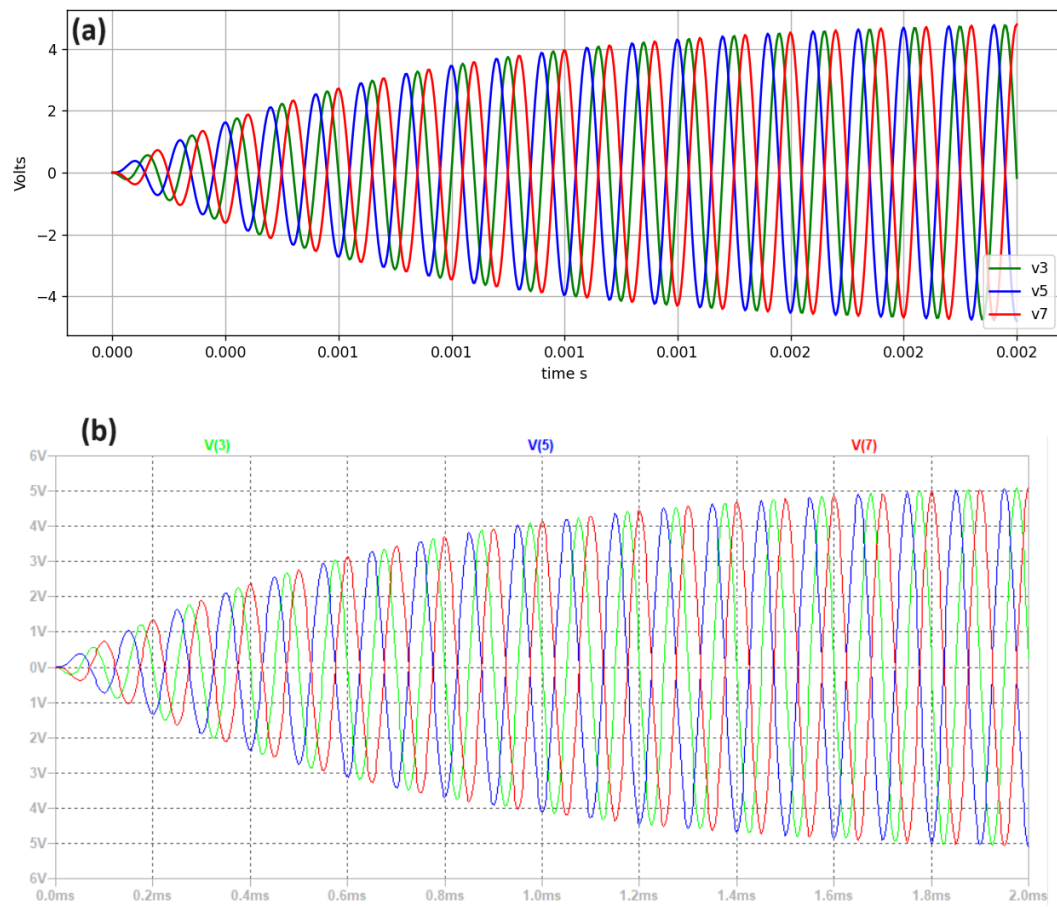 (a)
4
2
0
−2
−4
Volts
v3
v5
v7
0.000 0.000 0.001 0.001 0.001 0.001 0.002 0.002 0.002
time s
(b)
V(3) V(5) V(7)
6V
5V
4V
3V
2V
1V
0V
1V
2V
3V
4V
5V
6V
0.0ms 0.2ms 0.4ms 0.6ms 0.8ms 1.0ms 1.2ms 1.4ms 1.6ms 1.8ms 2.0ms